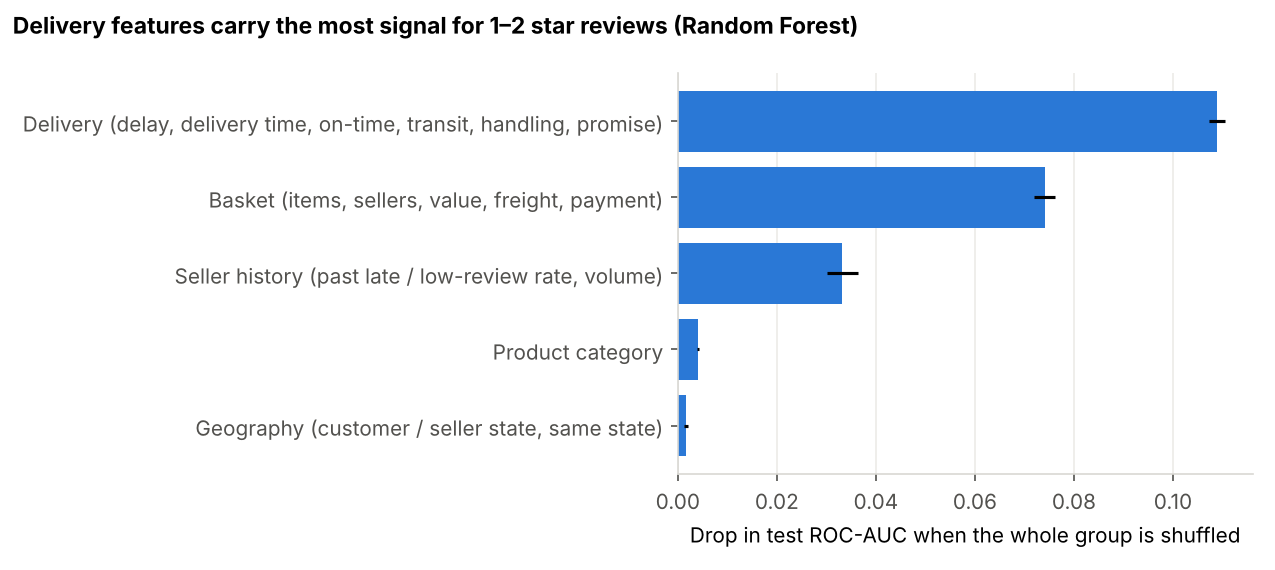 Delivery features carry the most signal for 1–2 star reviews (Random Forest)
Delivery (delay, delivery time, on-time, transit, handling, promise)
Basket (items, sellers, value, freight, payment)
Seller history (past late / low-review rate, volume)
Product category
Geography (customer / seller state, same state)
0.00 0.02 0.04 0.06 0.08 0.10
Drop in test ROC-AUC when the whole group is shuffled